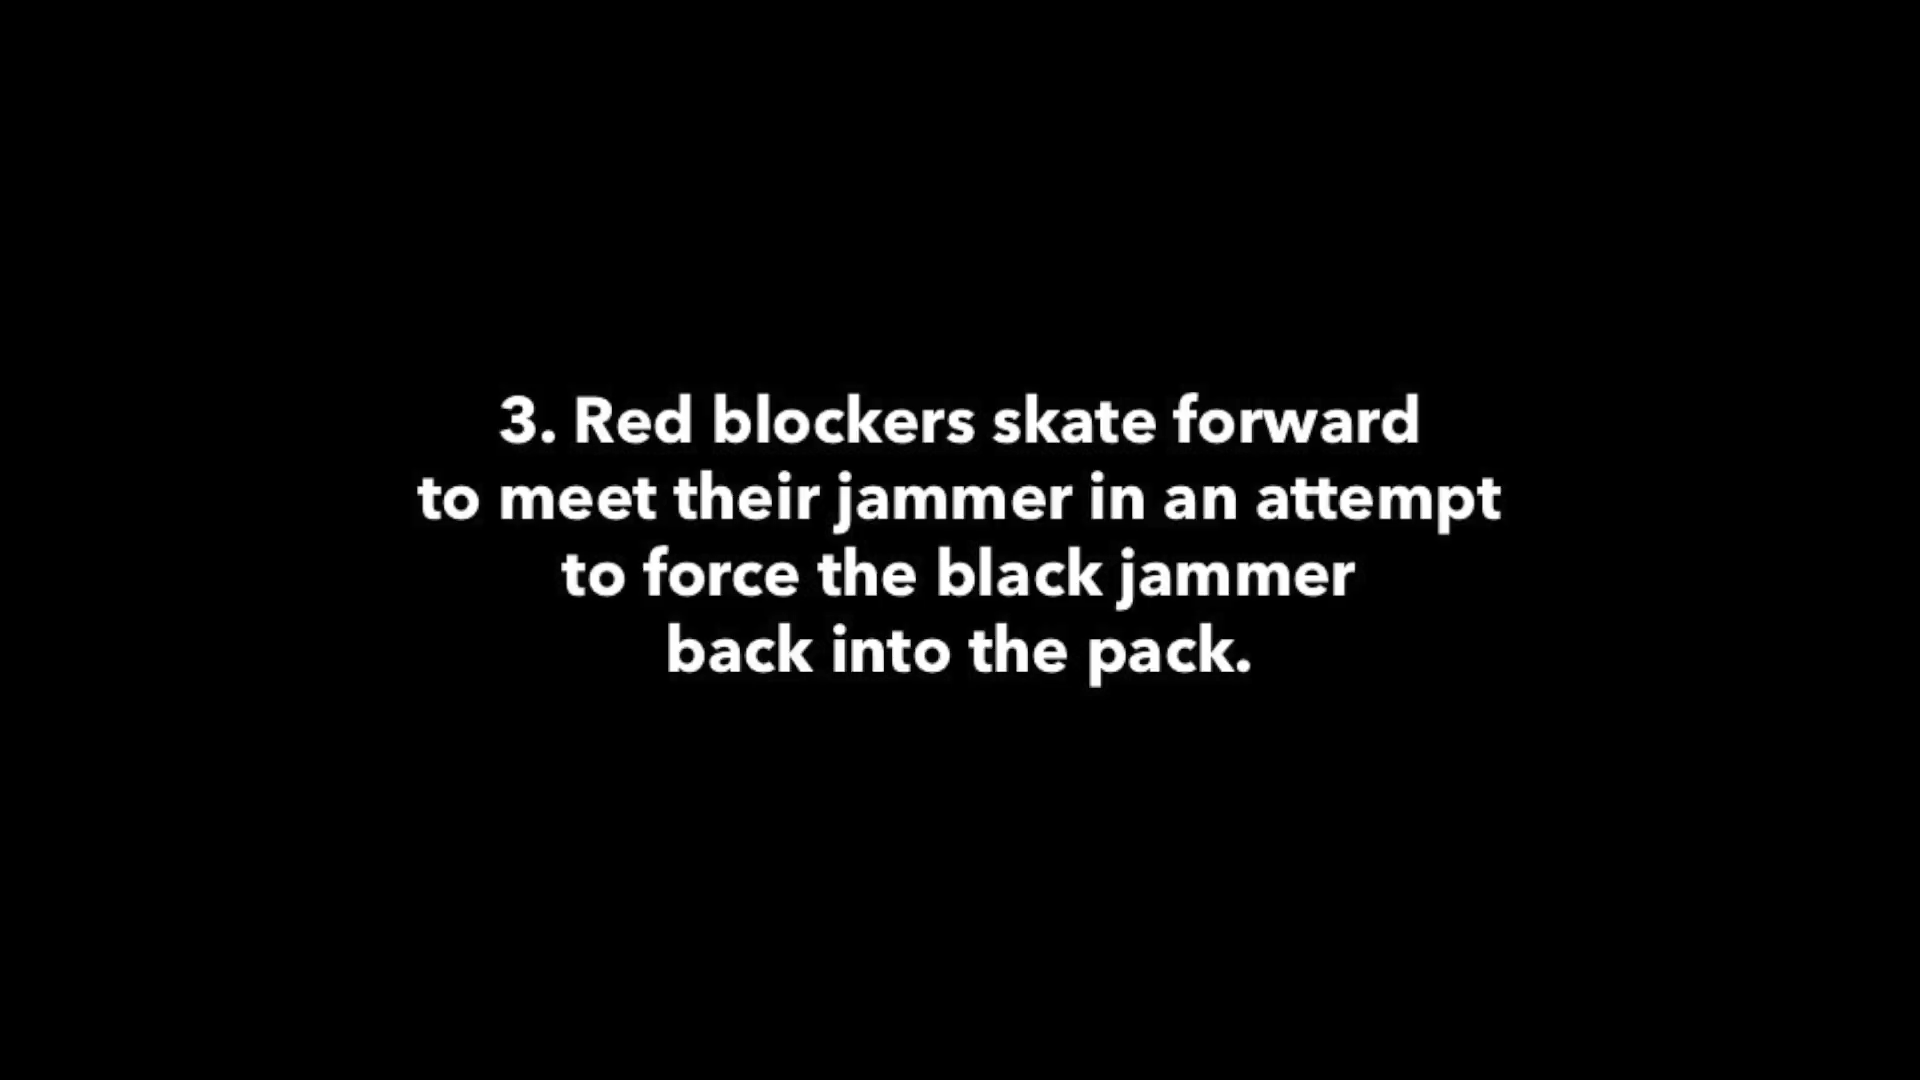 3. Red blockers skate forward
to meet their jammer in an attempt
to force the black jammer
back into the pack.